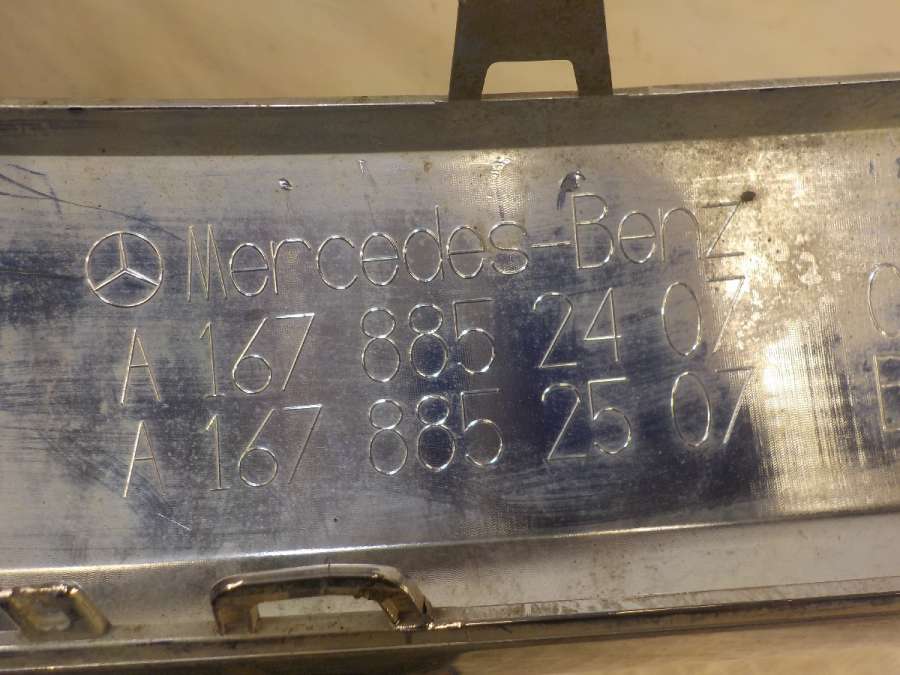 Mercedes-Benz
A 167 885 24 07
A 167 885 25 07